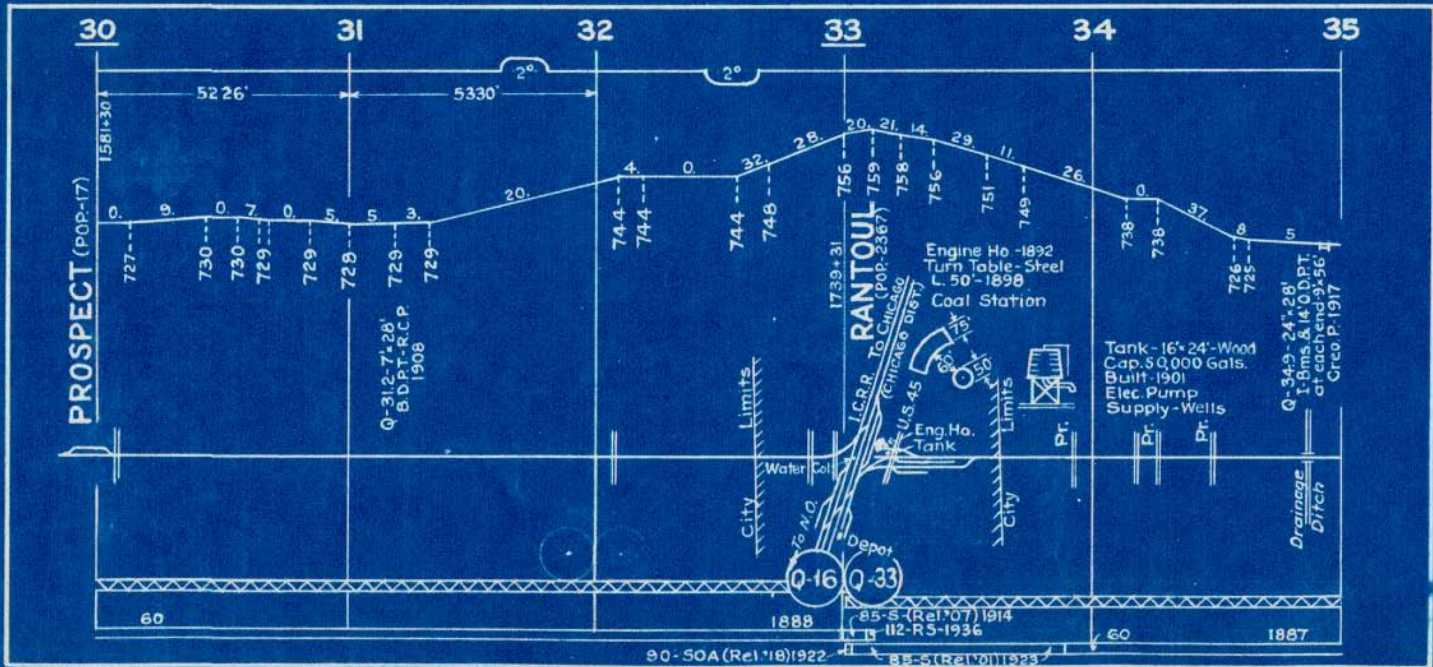 30 31 32 33 34 35
2° 2°
5226' 5330'
1581+30
0. 9. 0. 7. 0. 5. 5 3. 20. 4. 0. 32. 28. 20. 21. 14. 29. 11. 26. 0. 37. 8 5
727 730 730 729 729 728 729 729 744 744 744 748 756 759 758 756 751 749 738 738 726 725
PROSPECT (POP.-17)
Q-31.2-7'×28'
B.D.P.T-R.C.P.
1908
1739+31
RANTOUL
(POP. 2367)
I.C.R.R. To CHICAGO
(CHICAGO DIST.)
U.S. 45
Engine Ho.-1892
Turn Table-Steel
L. 50'-1898
Coal Station
75'
60'
50'
Tank-16'×24'-Wood
Cap. 50,000 Gals.
Built-1901
Elec. Pump
Supply-Wells
Q-34.9-24"×28'
I-Bms. & 14' O.D.P.T.
at each end-9'×56'
Creo. P. 1917
City Limits
Water Col.
Eng. Ho.
Tank
City Limits
Pr. Pr. Pr.
Drainage
Ditch
To N.O.
Depot
Q-16 Q-33
60 1888
85-S-(Rel.'07) 1914
112-RS-1936
60 1887
90-SOA (Rel.'18) 1922
85-S (Rel.'01) 1923